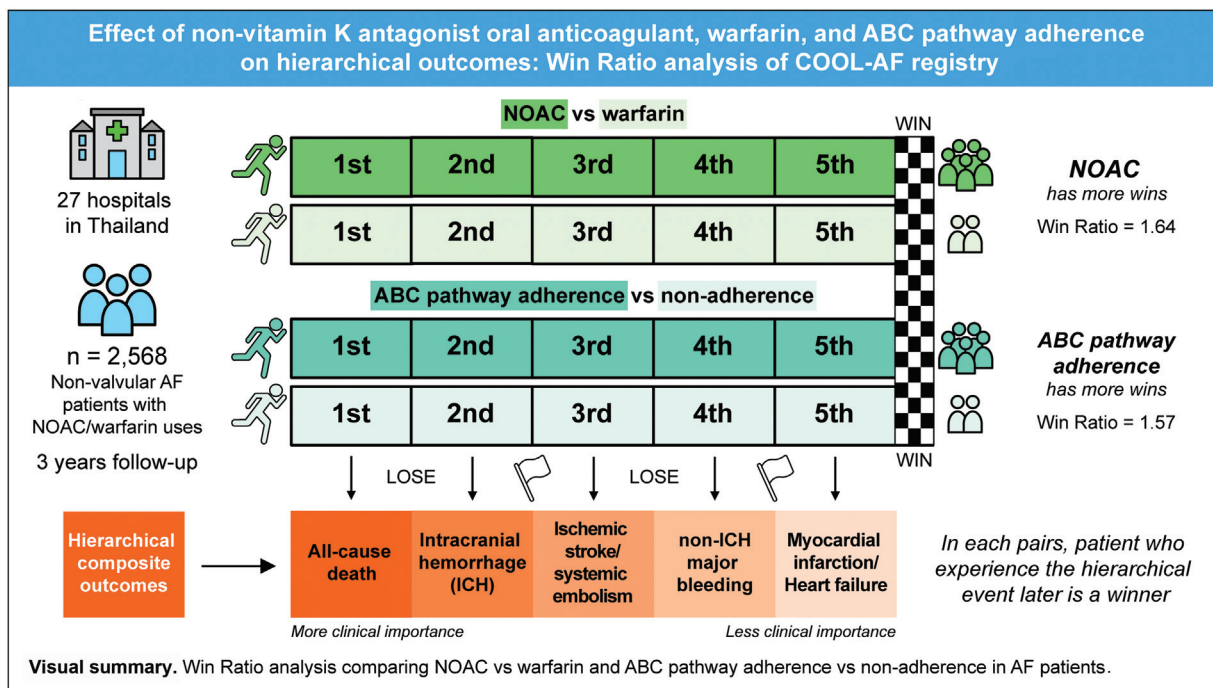 Effect of non-vitamin K antagonist oral anticoagulant, warfarin, and ABC pathway adherence
on hierarchical outcomes: Win Ratio analysis of COOL-AF registry
27 hospitals
in Thailand
n = 2,568
Non-valvular AF
patients with
NOAC/warfarin uses
3 years follow-up
NOAC vs warfarin
WIN
1st 2nd 3rd 4th 5th
1st 2nd 3rd 4th 5th
NOAC
has more wins
Win Ratio = 1.64
ABC pathway adherence vs non-adherence
1st 2nd 3rd 4th 5th
1st 2nd 3rd 4th 5th
ABC pathway
adherence
has more wins
Win Ratio = 1.57
WIN
LOSE LOSE
Hierarchical
composite
outcomes
All-cause
death
Intracranial
hemorrhage
(ICH)
Ischemic
stroke/
systemic
embolism
non-ICH
major
bleeding
Myocardial
infarction/
Heart failure
More clinical importance
Less clinical importance
In each pairs, patient who
experience the hierarchical
event later is a winner
Visual summary. Win Ratio analysis comparing NOAC vs warfarin and ABC pathway adherence vs non-adherence in AF patients.